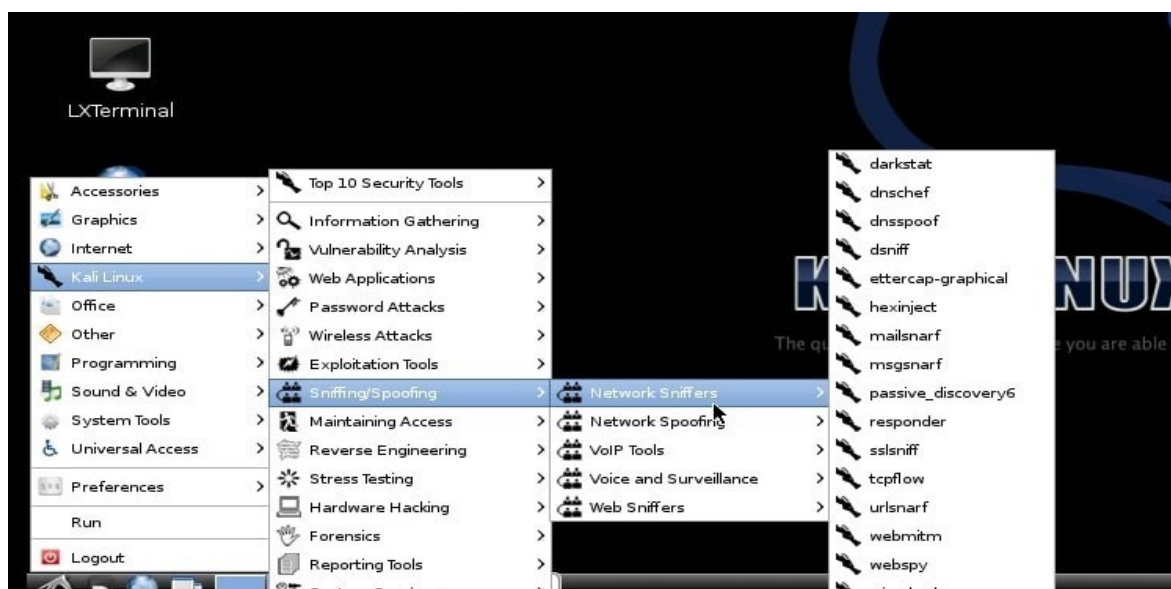 LXTerminal
Accessories
Graphics
Internet
Kali Linux
Office
Other
Programming
Sound & Video
System Tools
Universal Access
Preferences
Run
Logout
Top 10 Security Tools
Information Gathering
Vulnerability Analysis
Web Applications
Password Attacks
Wireless Attacks
Exploitation Tools
Sniffing/Spoofing
Maintaining Access
Reverse Engineering
Stress Testing
Hardware Hacking
Forensics
Reporting Tools
Network Sniffers
Network Spoofing
VoIP Tools
Voice and Surveillance
Web Sniffers
darkstat
dnschef
dnsspoof
dsniff
ettercap-graphical
hexinject
mailsnarf
msgsnarf
passive_discovery6
responder
sslsniff
tcpflow
urlsnarf
webmitm
webspy
The
you are able